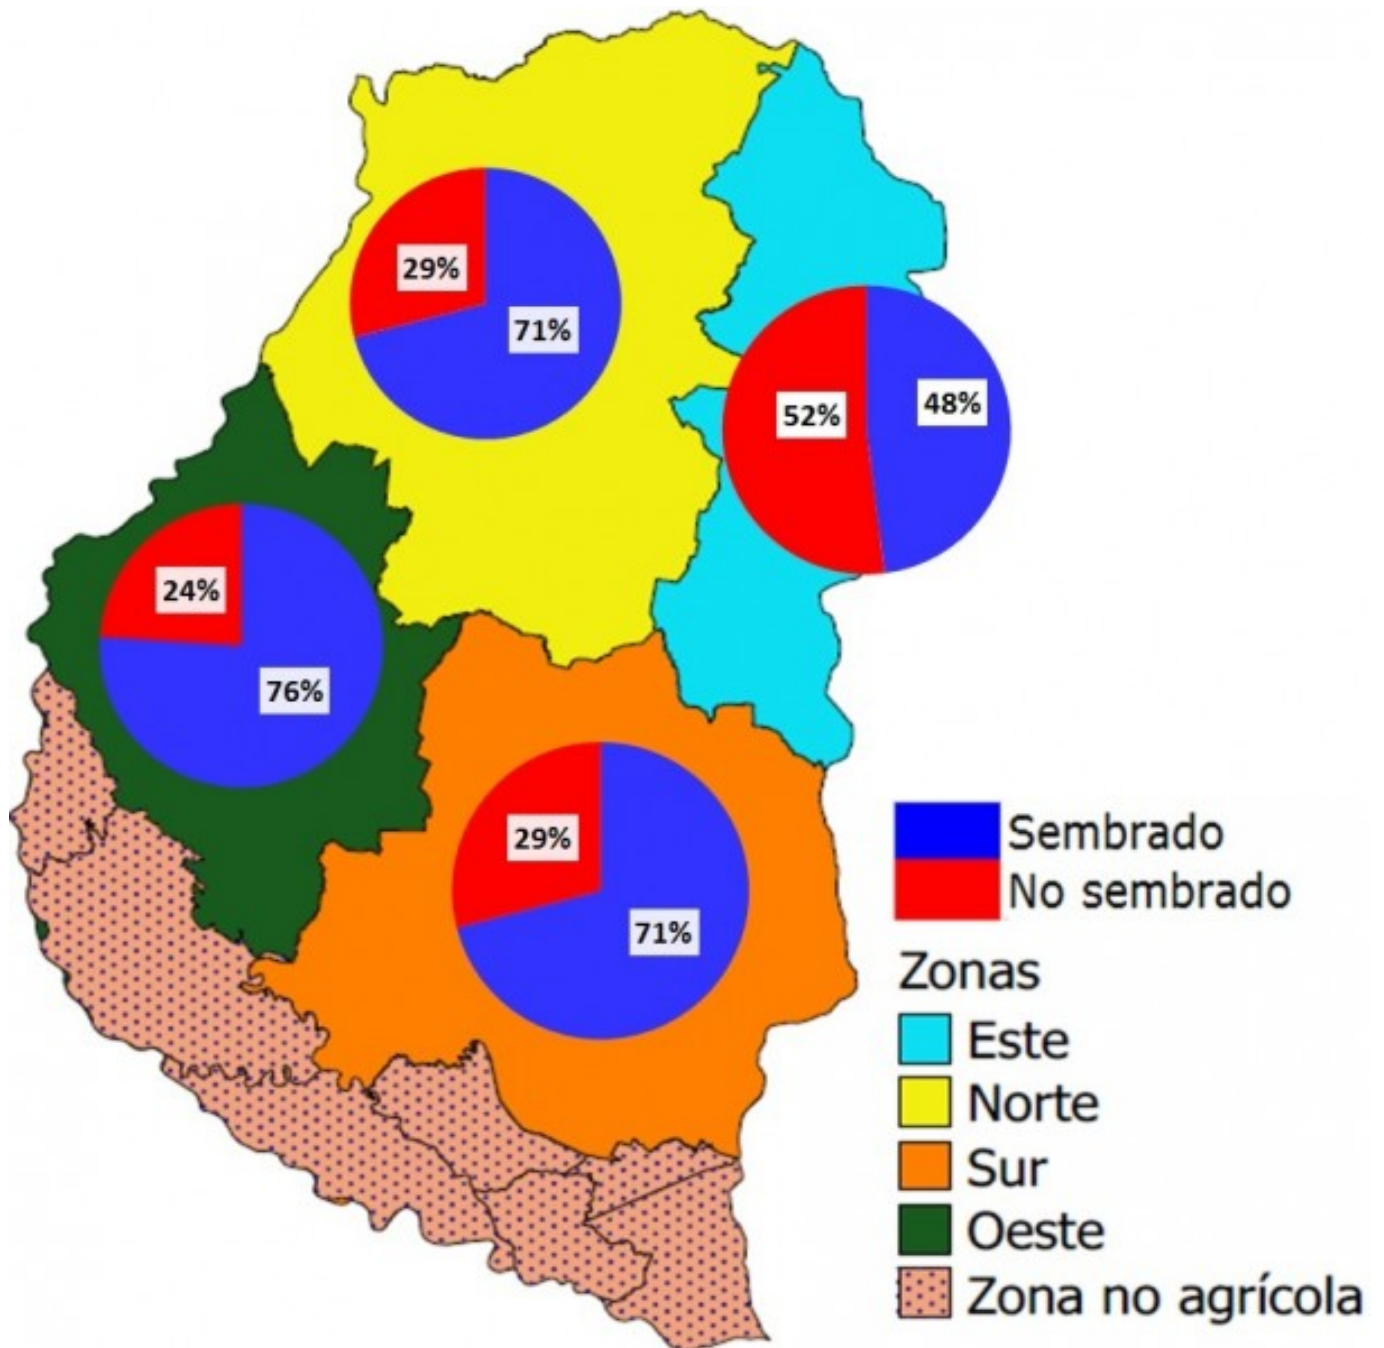 29%
71%
52%
48%
24%
76%
29%
71%
Sembrado
No sembrado
Zonas
Este
Norte
Sur
Oeste
Zona no agrícola